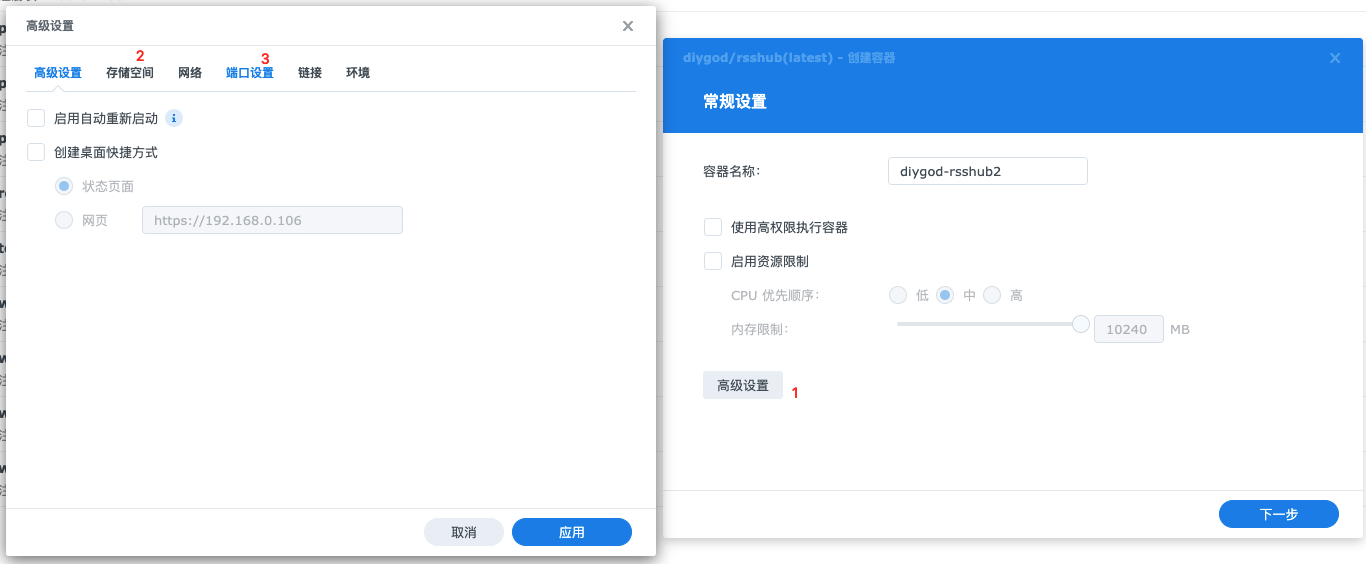 高级设置
2
3
高级设置 存储空间 网络 端口设置 链接 环境
启用自动重新启动 i
创建桌面快捷方式
状态页面
网页 https://192.168.0.106
取消 应用
diygod/rsshub(latest) - 创建容器
常规设置
容器名称: diygod-rsshub2
使用高权限执行容器
启用资源限制
CPU 优先顺序: 低 中 高
内存限制: 10240 MB
高级设置 1
下一步